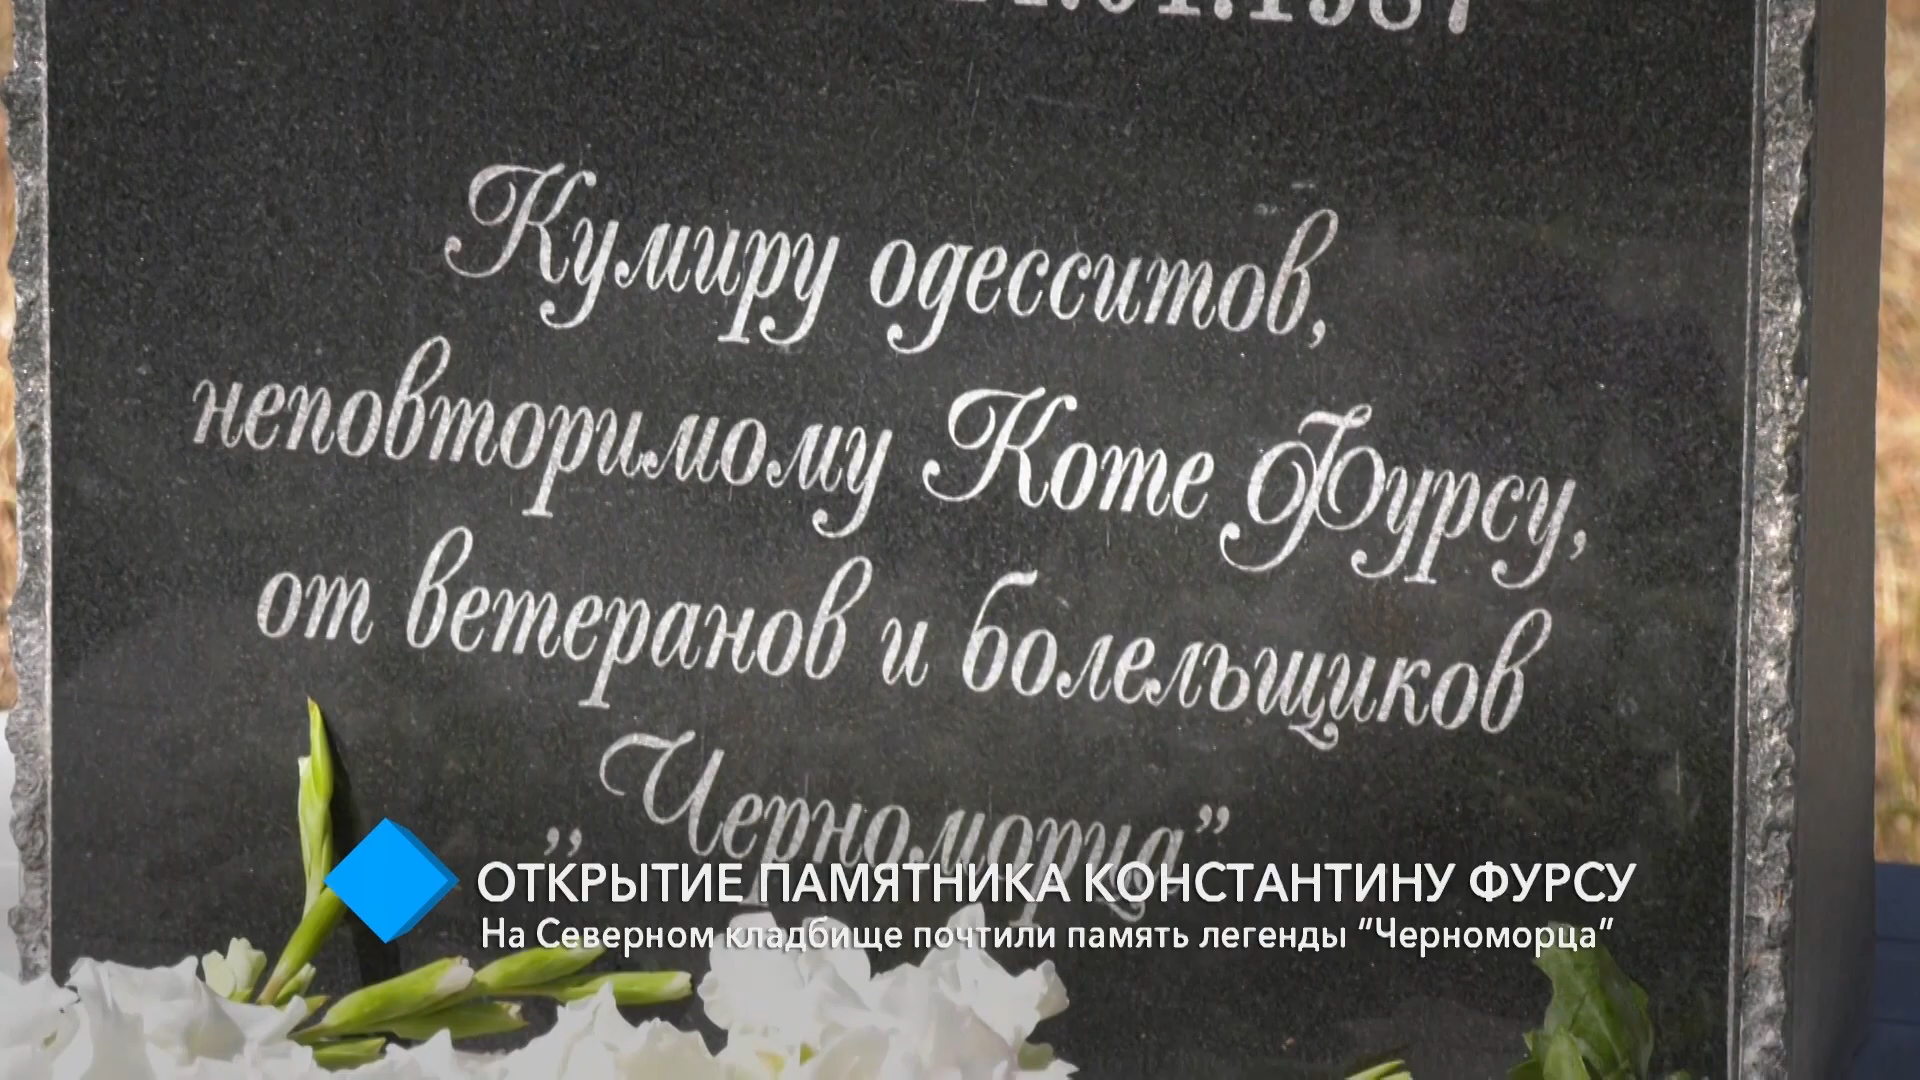 Кумиру одесситов,
неповторимому Коте Фурсу,
от ветеранов и болельщиков
„Черноморца”
ОТКРЫТИЕ ПАМЯТНИКА КОНСТАНТИНУ ФУРСУ
На Северном кладбище почтили память легенды “Черноморца”